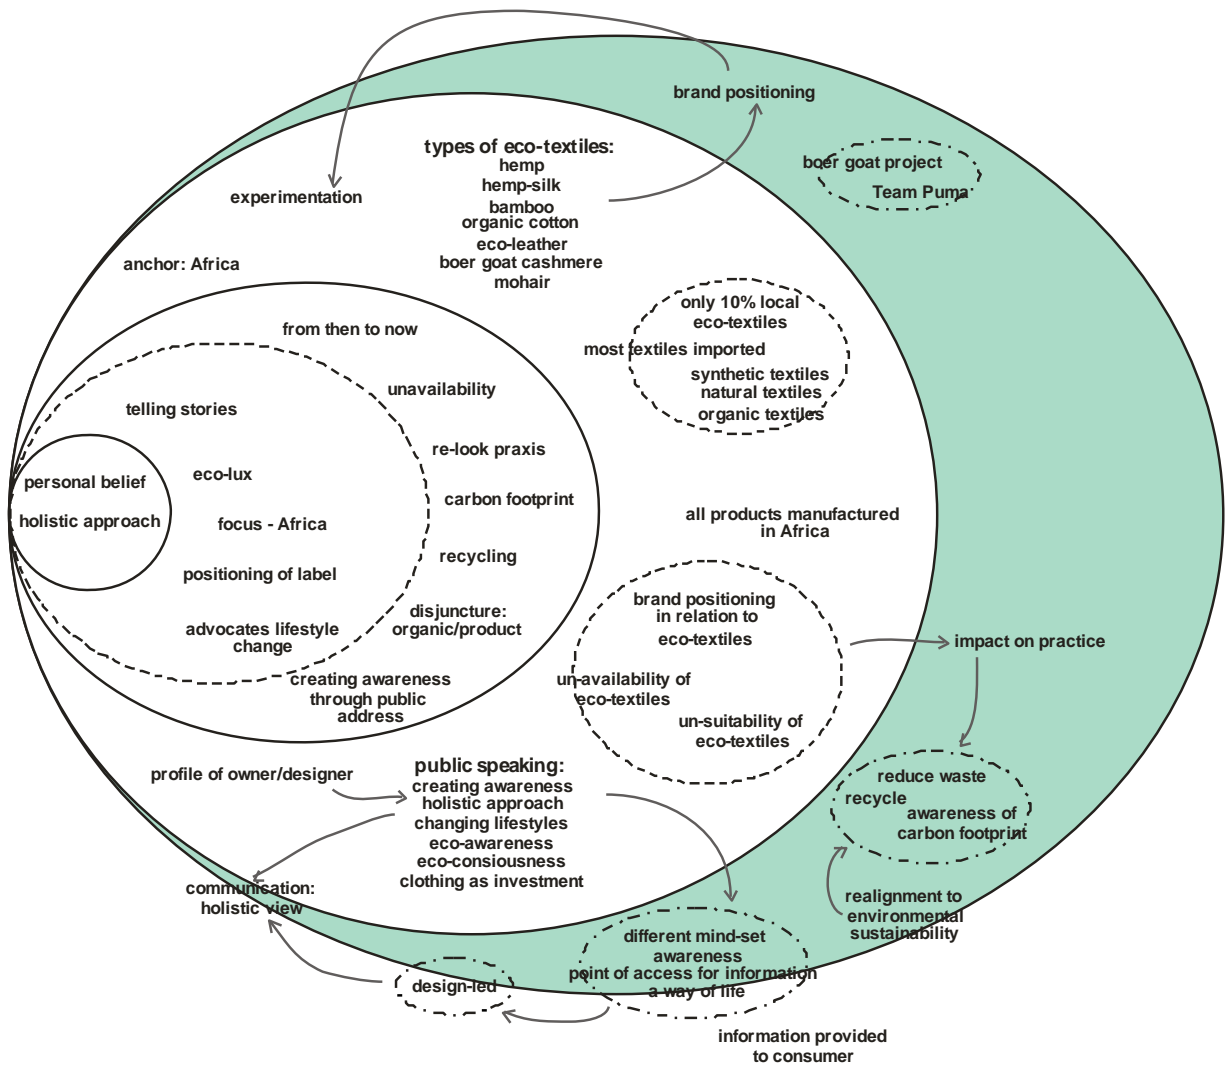 brand positioning
types of eco-textiles:
hemp
hemp-silk
bamboo
organic cotton
eco-leather
boer goat cashmere
mohair
boer goat project
Team Puma
experimentation
anchor: Africa
only 10% local
eco-textiles
most textiles imported
synthetic textiles
natural textiles
organic textiles
from then to now
unavailability
telling stories
re-look praxis
eco-lux
personal belief
holistic approach
carbon footprint
focus - Africa
all products manufactured
in Africa
recycling
positioning of label
disjuncture:
organic/product
advocates lifestyle
change
brand positioning
in relation to
eco-textiles
impact on practice
creating awareness
through public
address
un-availability of
eco-textiles
un-suitability of
eco-textiles
profile of owner/designer
public speaking:
creating awareness
holistic approach
changing lifestyles
eco-awareness
eco-consiousness
clothing as investment
reduce waste
recycle
awareness of
carbon footprint
communication:
holistic view
realignment to
environmental
sustainability
different mind-set
awareness
point of access for information
a way of life
design-led
information provided
to consumer